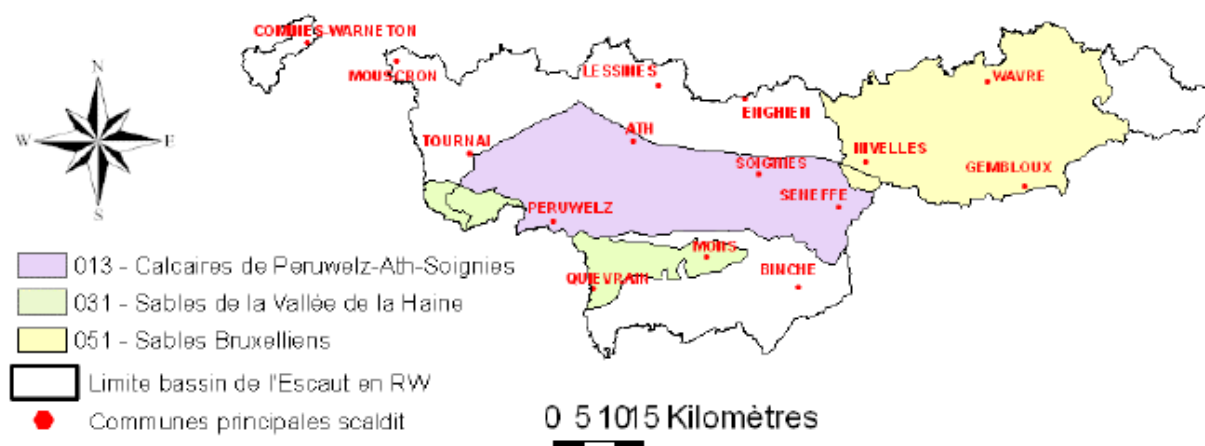 COMINES-WARNETON
MOUSCRON
LESSINES
WAVRE
ENGHIEN
N
W E
S
TOURNAI
ATH
NIVELLES
SOIGNIES
GEMBLOUX
SENEFFE
PERUWELZ
MONS
BINCHE
QUIEVRAIN
013 - Calcaires de Peruwelz-Ath-Soignies
031 - Sables de la Vallée de la Haine
051 - Sables Bruxelliens
Limite bassin de l'Escaut en RW
Communes principales scaldit
0 5 1015 Kilomètres